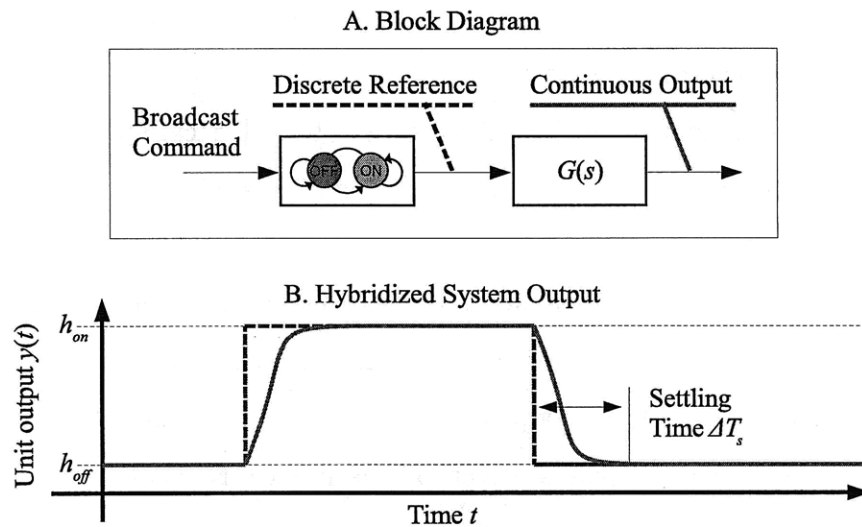 A. Block Diagram
Discrete Reference
Continuous Output
Broadcast
Command
OFF
ON
G(s)
B. Hybridized System Output
Unit output y(t)
h_on
h_off
Settling
Time ΔT_s
Time t